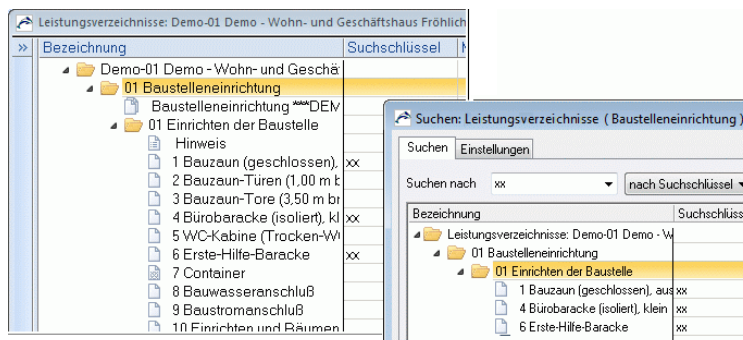 Leistungsverzeichnisse: Demo-01 Demo - Wohn- und Geschäftshaus Fröhlich
» Bezeichnung Suchschlüssel
Demo-01 Demo - Wohn- und Geschä
01 Baustelleneinrichtung
Baustelleneinrichtung ****DEM
01 Einrichten der Baustelle
Hinweis
1 Bauzaun (geschlossen), xx
2 Bauzaun-Türen (1,00 m b
3 Bauzaun-Tore (3,50 m br
4 Bürobaracke (isoliert), kl xx
5 WC-Kabine (Trocken-W
6 Erste-Hilfe-Baracke xx
7 Container
8 Bauwasseranschluß
9 Baustromanschluß
10 Einrichten und Räumen
Suchen: Leistungsverzeichnisse ( Baustelleneinrichtung )
Suchen Einstellungen
Suchen nach xx nach Suchschlüssel
Bezeichnung Suchschlüss
Leistungsverzeichnisse: Demo-01 Demo - W
01 Baustelleneinrichtung
01 Einrichten der Baustelle
1 Bauzaun (geschlossen), aus xx
4 Bürobaracke (isoliert), klein xx
6 Erste-Hilfe-Baracke xx